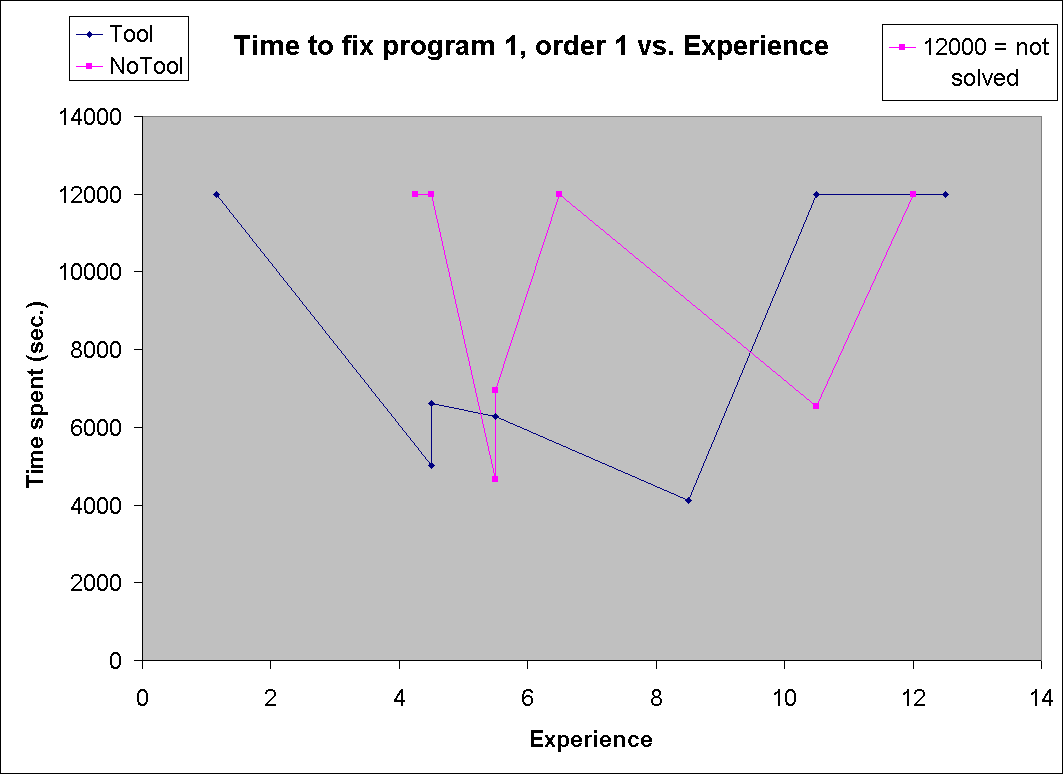 Tool
NoTool
Time to fix program 1, order 1 vs. Experience
12000 = not
solved
14000
12000
10000
8000
6000
4000
2000
0
Time spent (sec.)
0 2 4 6 8 10 12 14
Experience